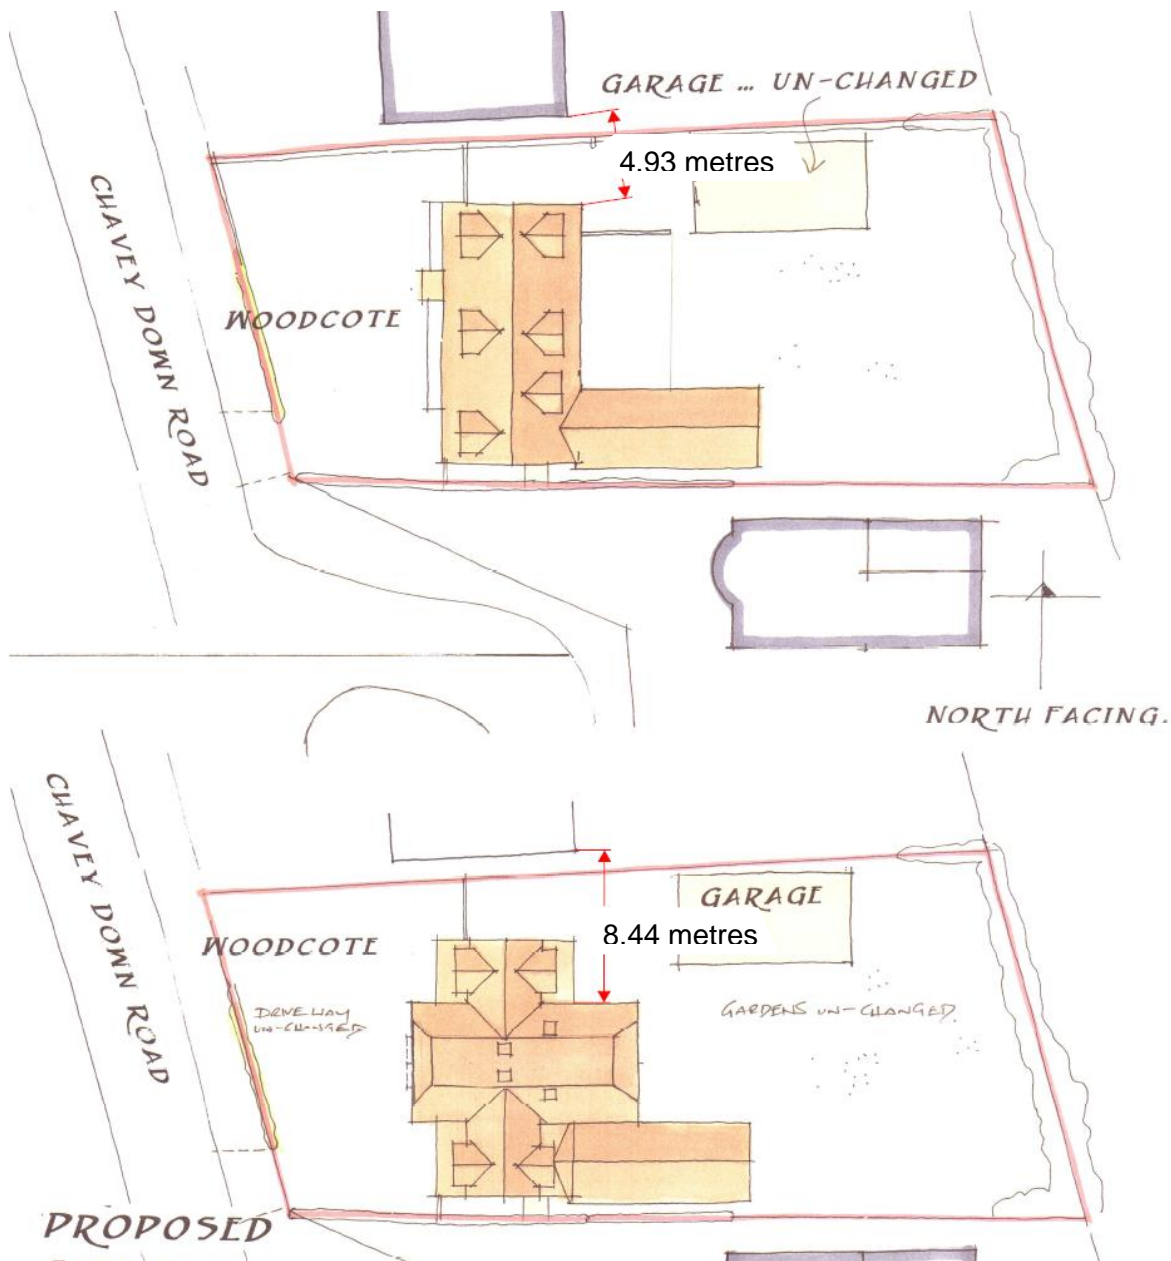 GARAGE ... UN-CHANGED
4.93 metres
CHAVEY DOWN ROAD
WOODCOTE
NORTH FACING.
CHAVEY DOWN ROAD
GARAGE
8.44 metres
WOODCOTE
DRIVEWAY
UN-CHANGED
GARDENS UN-CHANGED.
PROPOSED